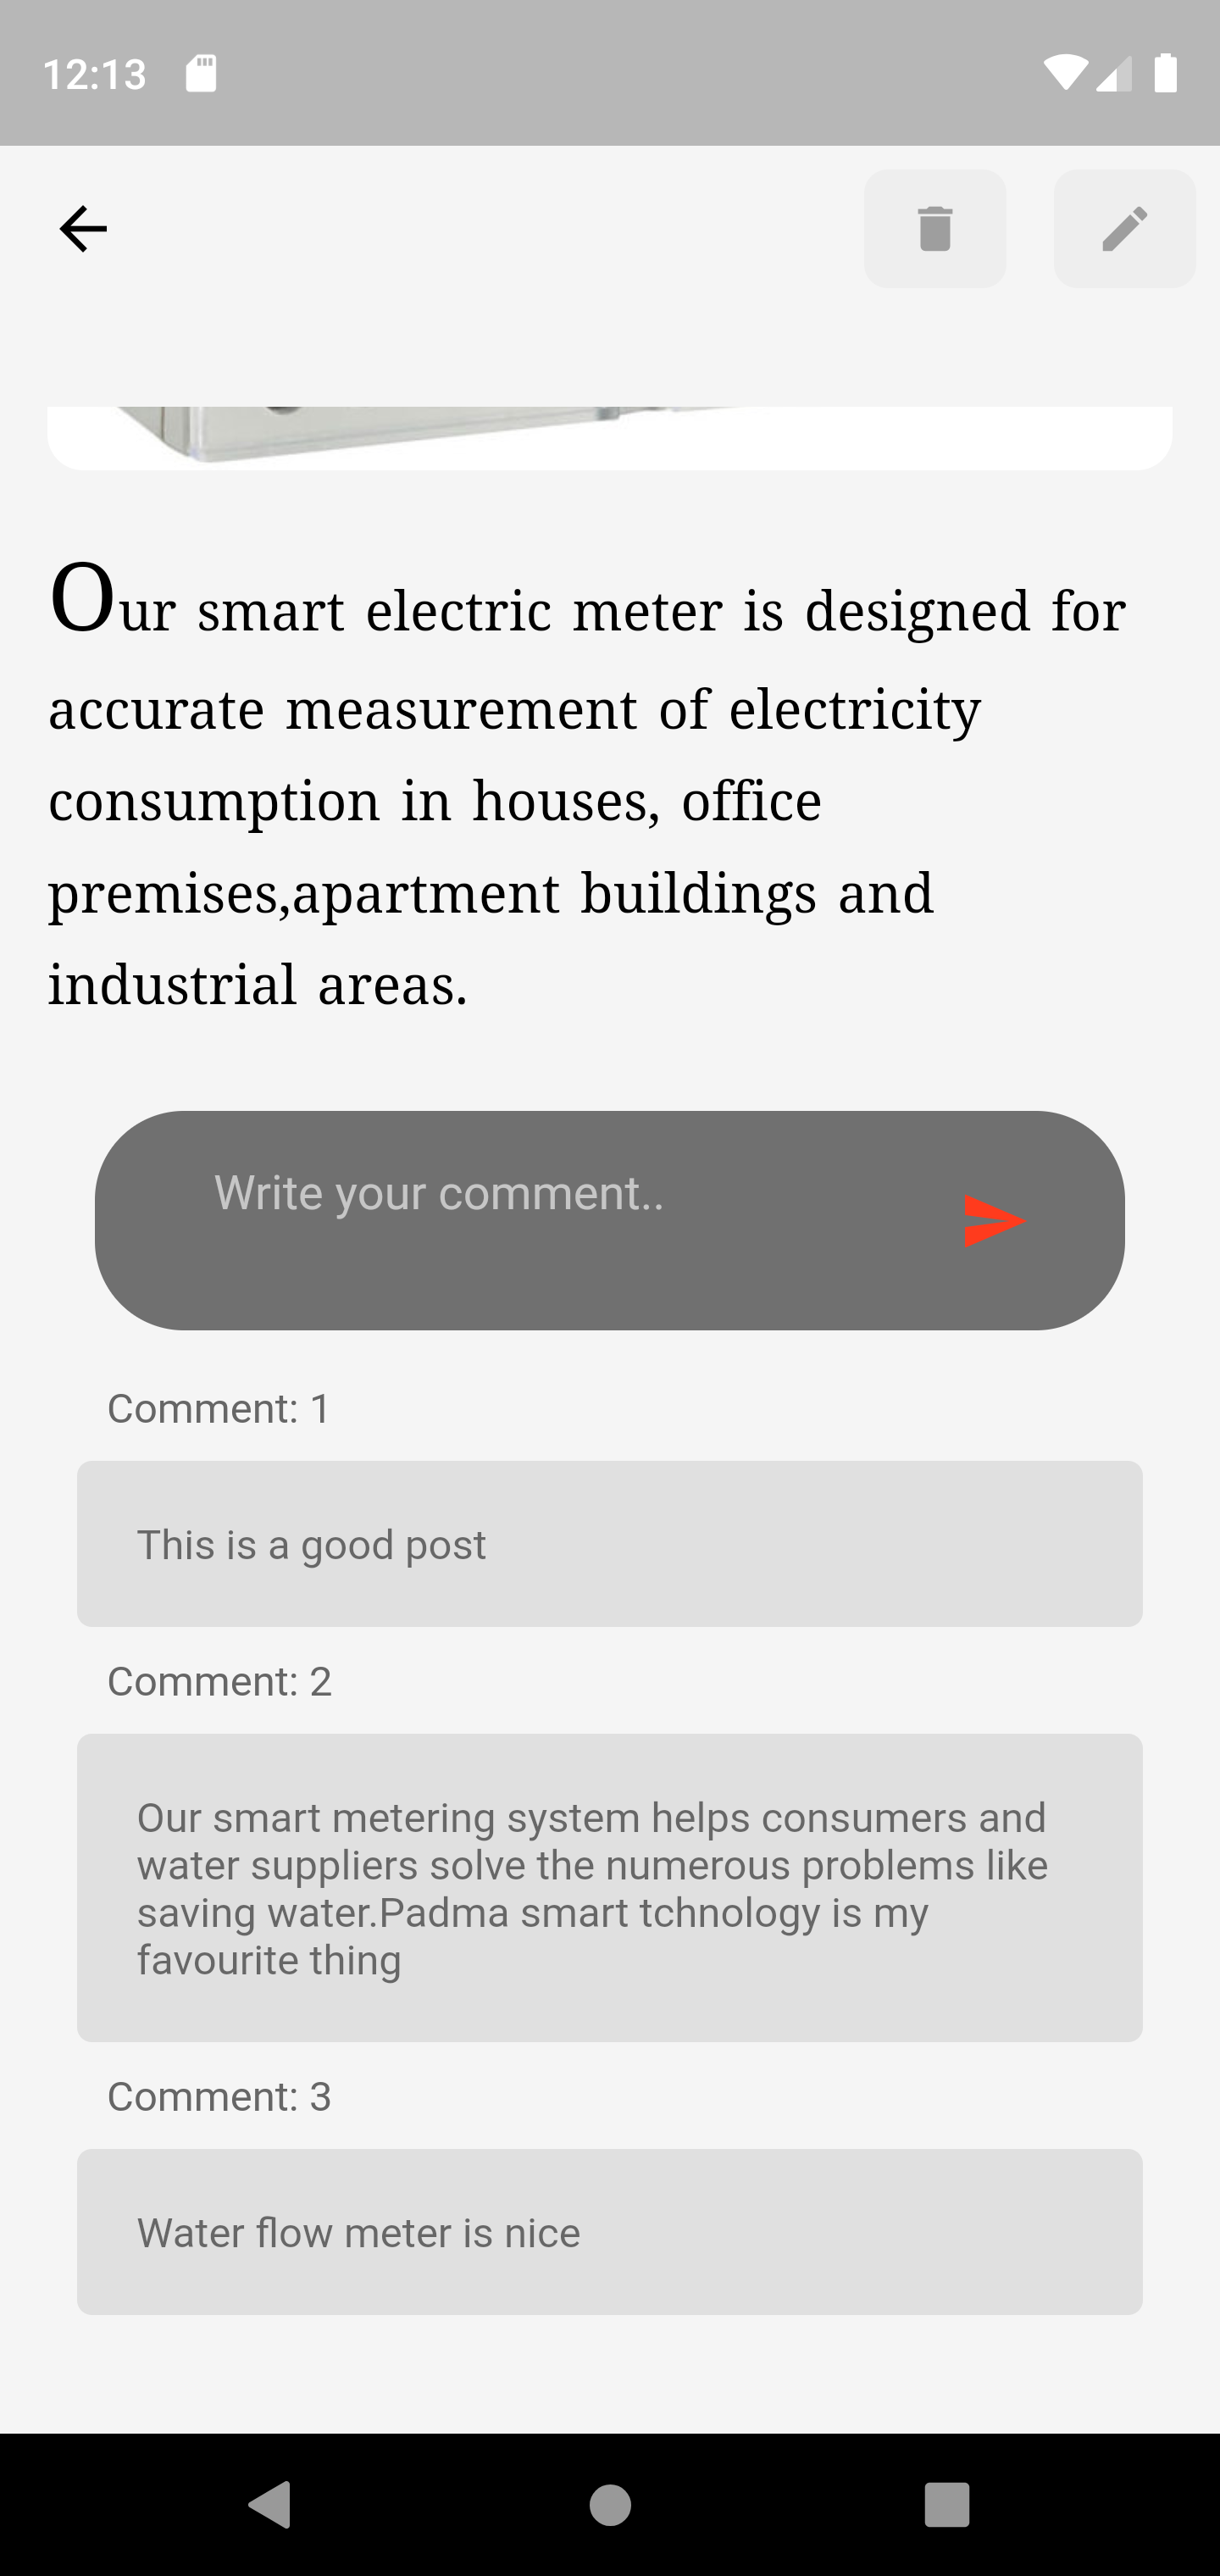 12:13
Our smart electric meter is designed for
accurate measurement of electricity
consumption in houses, office
premises,apartment buildings and
industrial areas.
Write your comment..
Comment: 1
This is a good post
Comment: 2
Our smart metering system helps consumers and
water suppliers solve the numerous problems like
saving water.Padma smart tchnology is my
favourite thing
Comment: 3
Water flow meter is nice